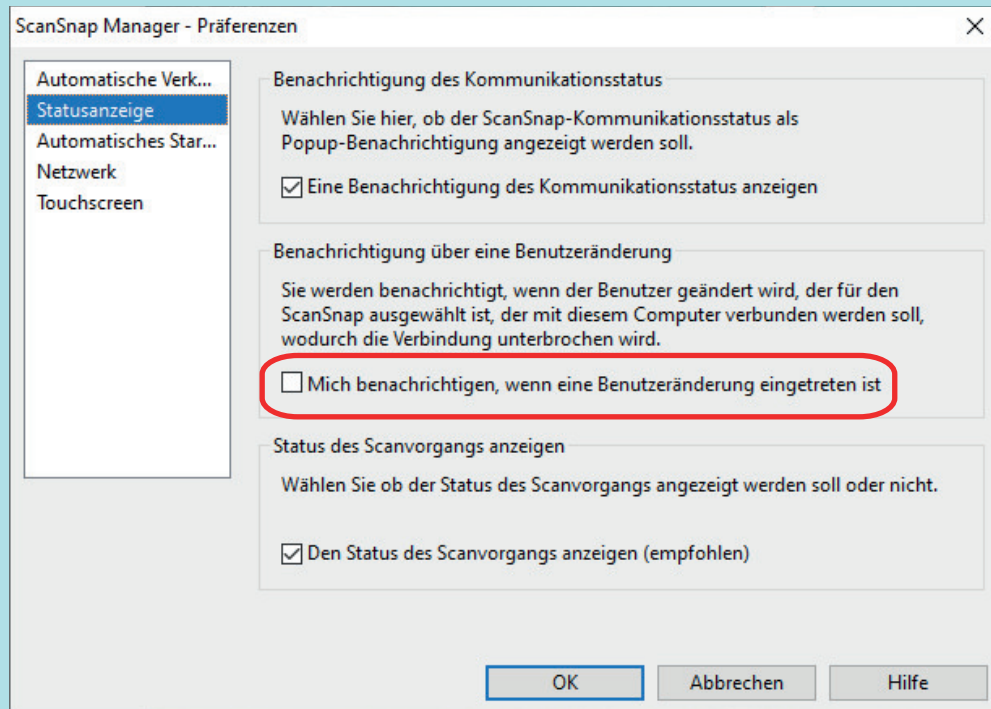 ScanSnap Manager - Präferenzen
Automatische Verk...
Statusanzeige
Automatisches Star...
Netzwerk
Touchscreen
Benachrichtigung des Kommunikationsstatus
Wählen Sie hier, ob der ScanSnap-Kommunikationsstatus als
Popup-Benachrichtigung angezeigt werden soll.
Eine Benachrichtigung des Kommunikationsstatus anzeigen
Benachrichtigung über eine Benutzeränderung
Sie werden benachrichtigt, wenn der Benutzer geändert wird, der für den
ScanSnap ausgewählt ist, der mit diesem Computer verbunden werden soll,
wodurch die Verbindung unterbrochen wird.
Mich benachrichtigen, wenn eine Benutzeränderung eingetreten ist
Status des Scanvorgangs anzeigen
Wählen Sie ob der Status des Scanvorgangs angezeigt werden soll oder nicht.
Den Status des Scanvorgangs anzeigen (empfohlen)
OK
Abbrechen
Hilfe